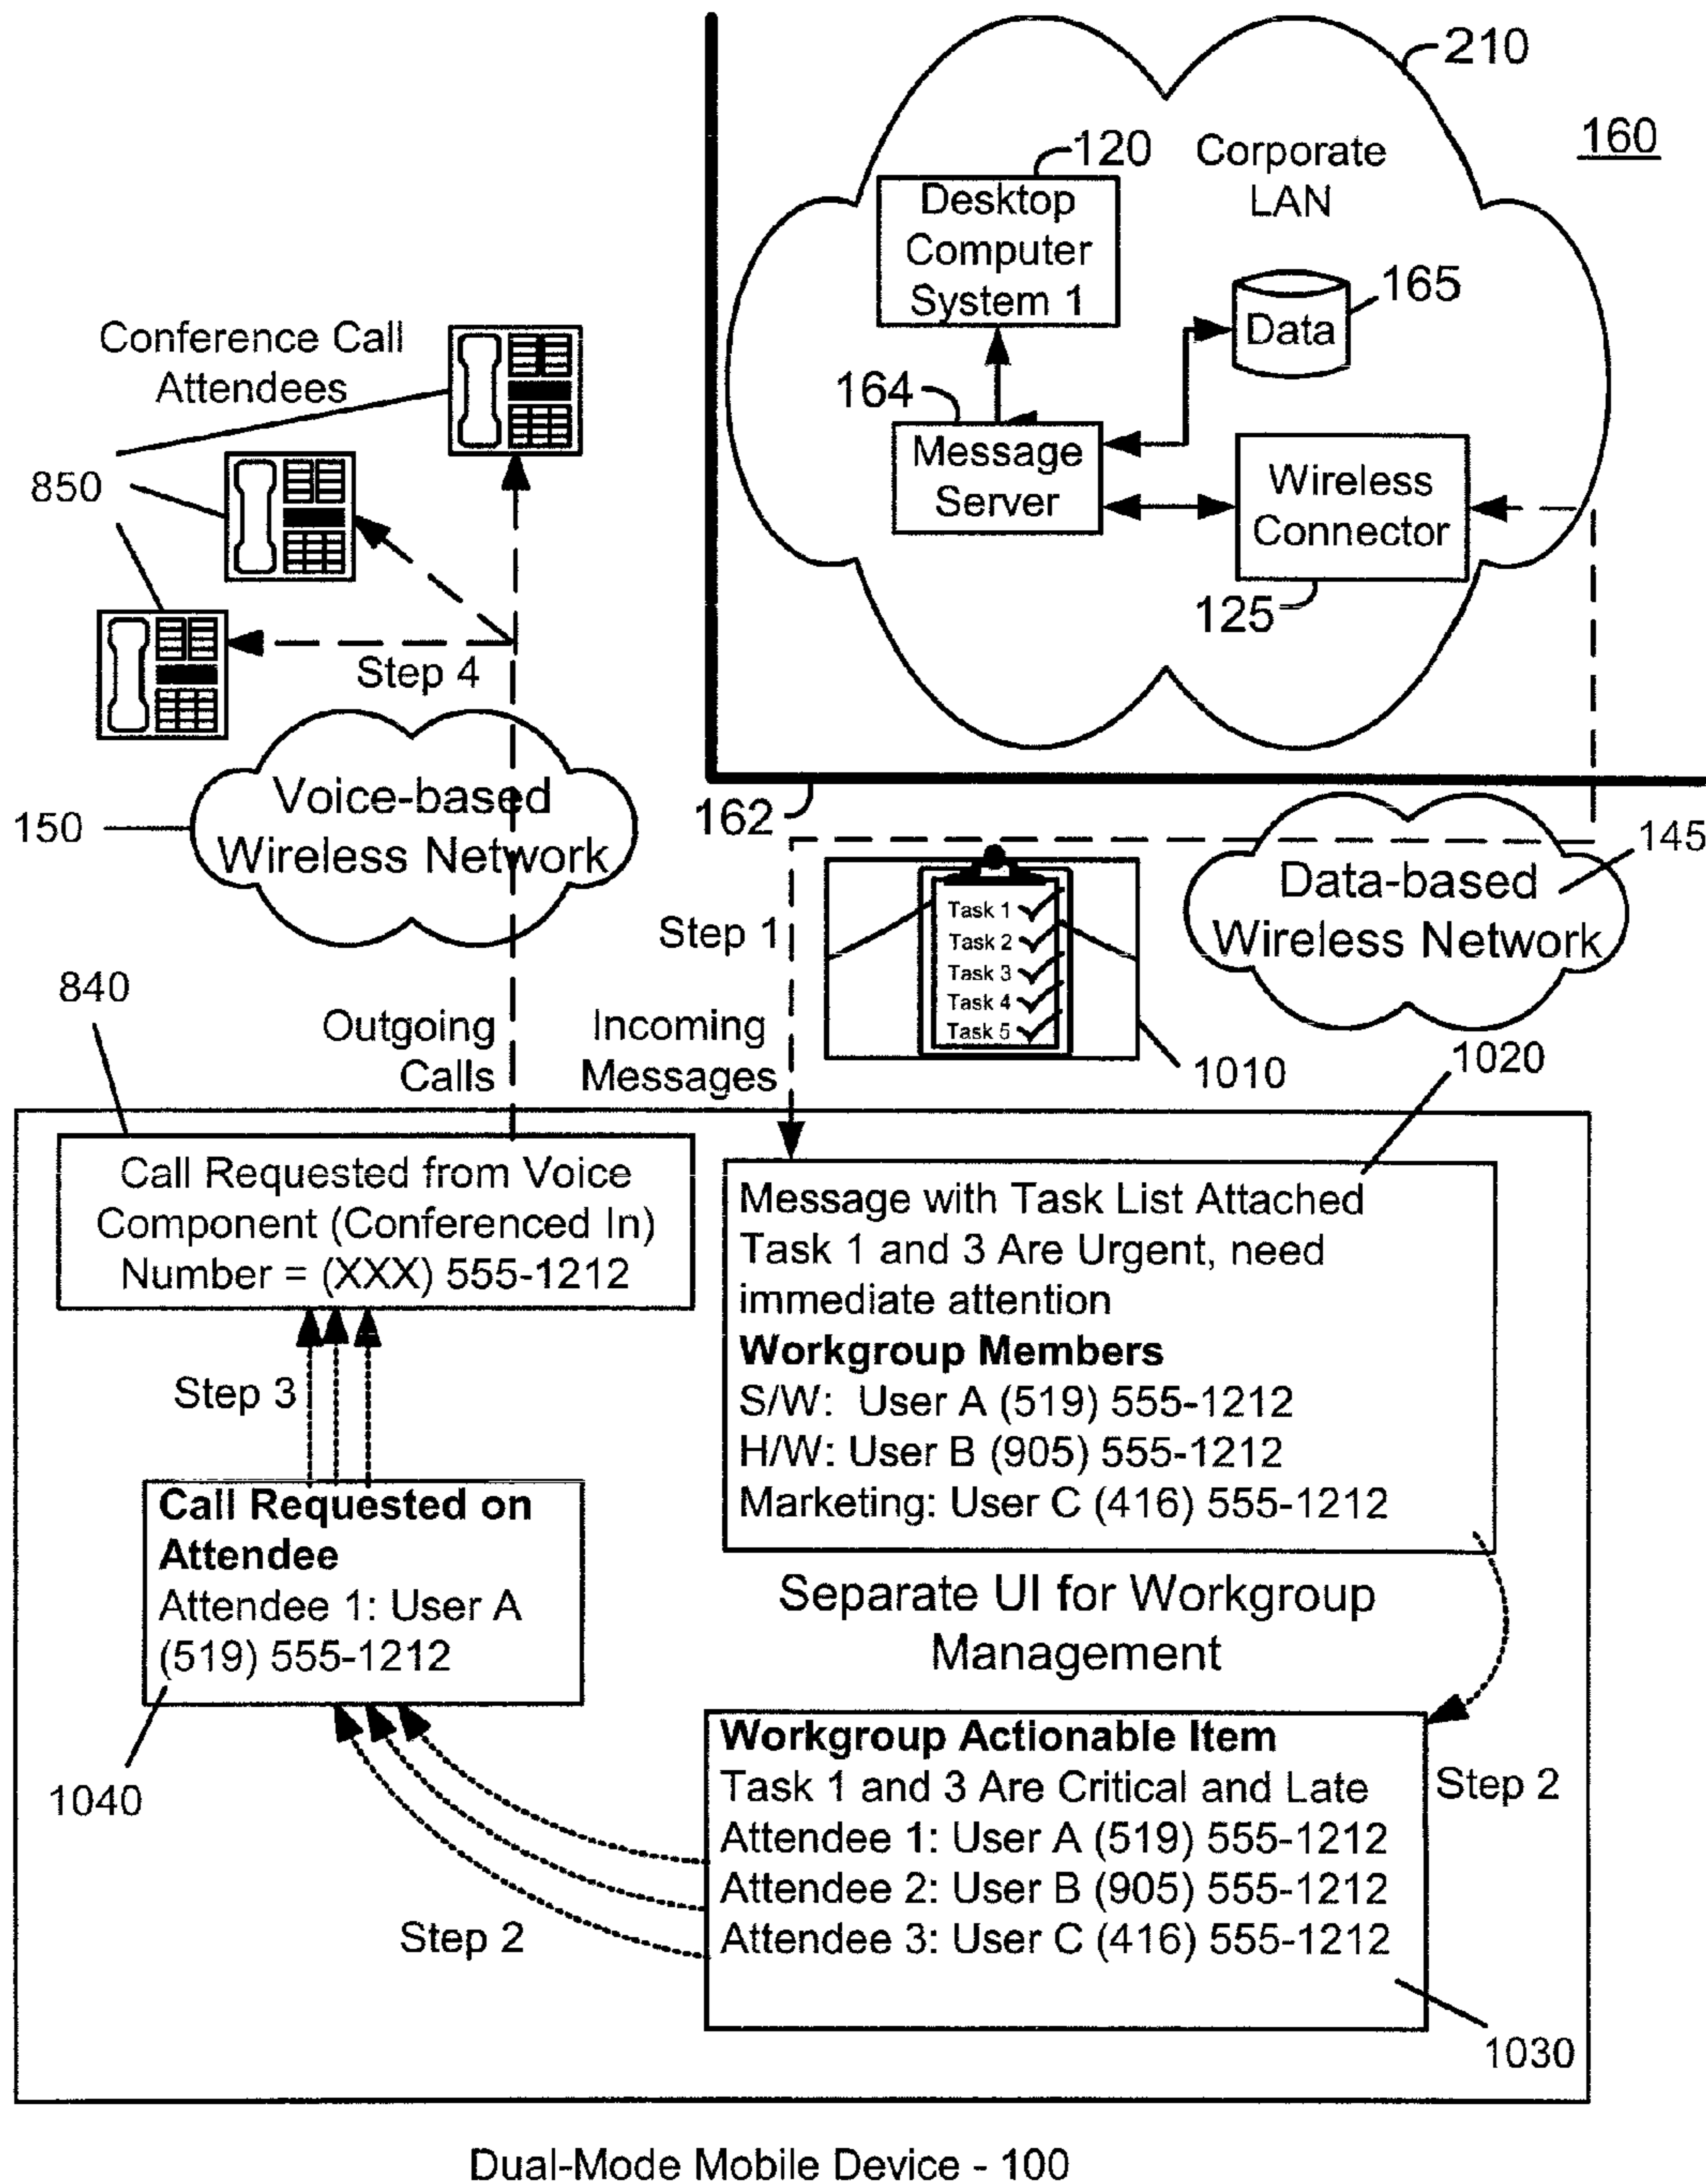 210
160
120
Corporate
LAN
Desktop
Computer
System 1
165
Data
164
Message
Server
Wireless
Connector
125
Conference Call
Attendees
850
Step 4
Voice-based
Wireless Network
150
162
145
Data-based
Wireless Network
Step 1
Task 1
Task 2
Task 3
Task 4
Task 5
840
Outgoing
Calls
Incoming
Messages
1010
1020
Call Requested from Voice
Component (Conferenced In)
Number = (XXX) 555-1212
Message with Task List Attached
Task 1 and 3 Are Urgent, need
immediate attention
Workgroup Members
S/W: User A (519) 555-1212
H/W: User B (905) 555-1212
Marketing: User C (416) 555-1212
Step 3
Call Requested on
Attendee
Attendee 1: User A
(519) 555-1212
Separate UI for Workgroup
Management
1040
Workgroup Actionable Item
Task 1 and 3 Are Critical and Late
Attendee 1: User A (519) 555-1212
Attendee 2: User B (905) 555-1212
Attendee 3: User C (416) 555-1212
Step 2
Step 2
1030
Dual-Mode Mobile Device - 100